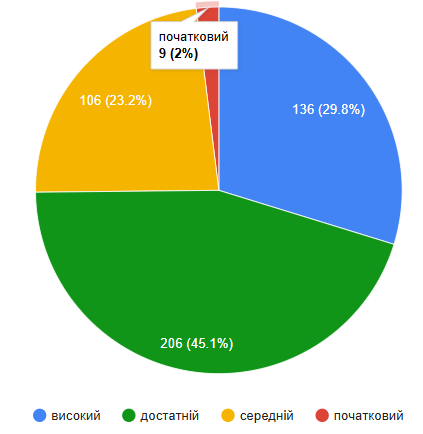 початковий
9 (2%)
106 (23.2%)
136 (29.8%)
206 (45.1%)
високий
достатній
середній
початковий